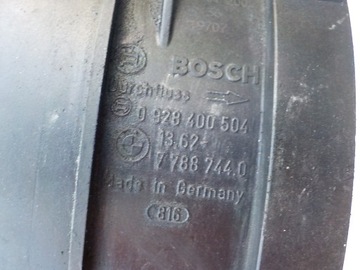 BOSCH
Durchfluss
0 928 400 504
13.62-
7 788 744.0
Made in Germany
816